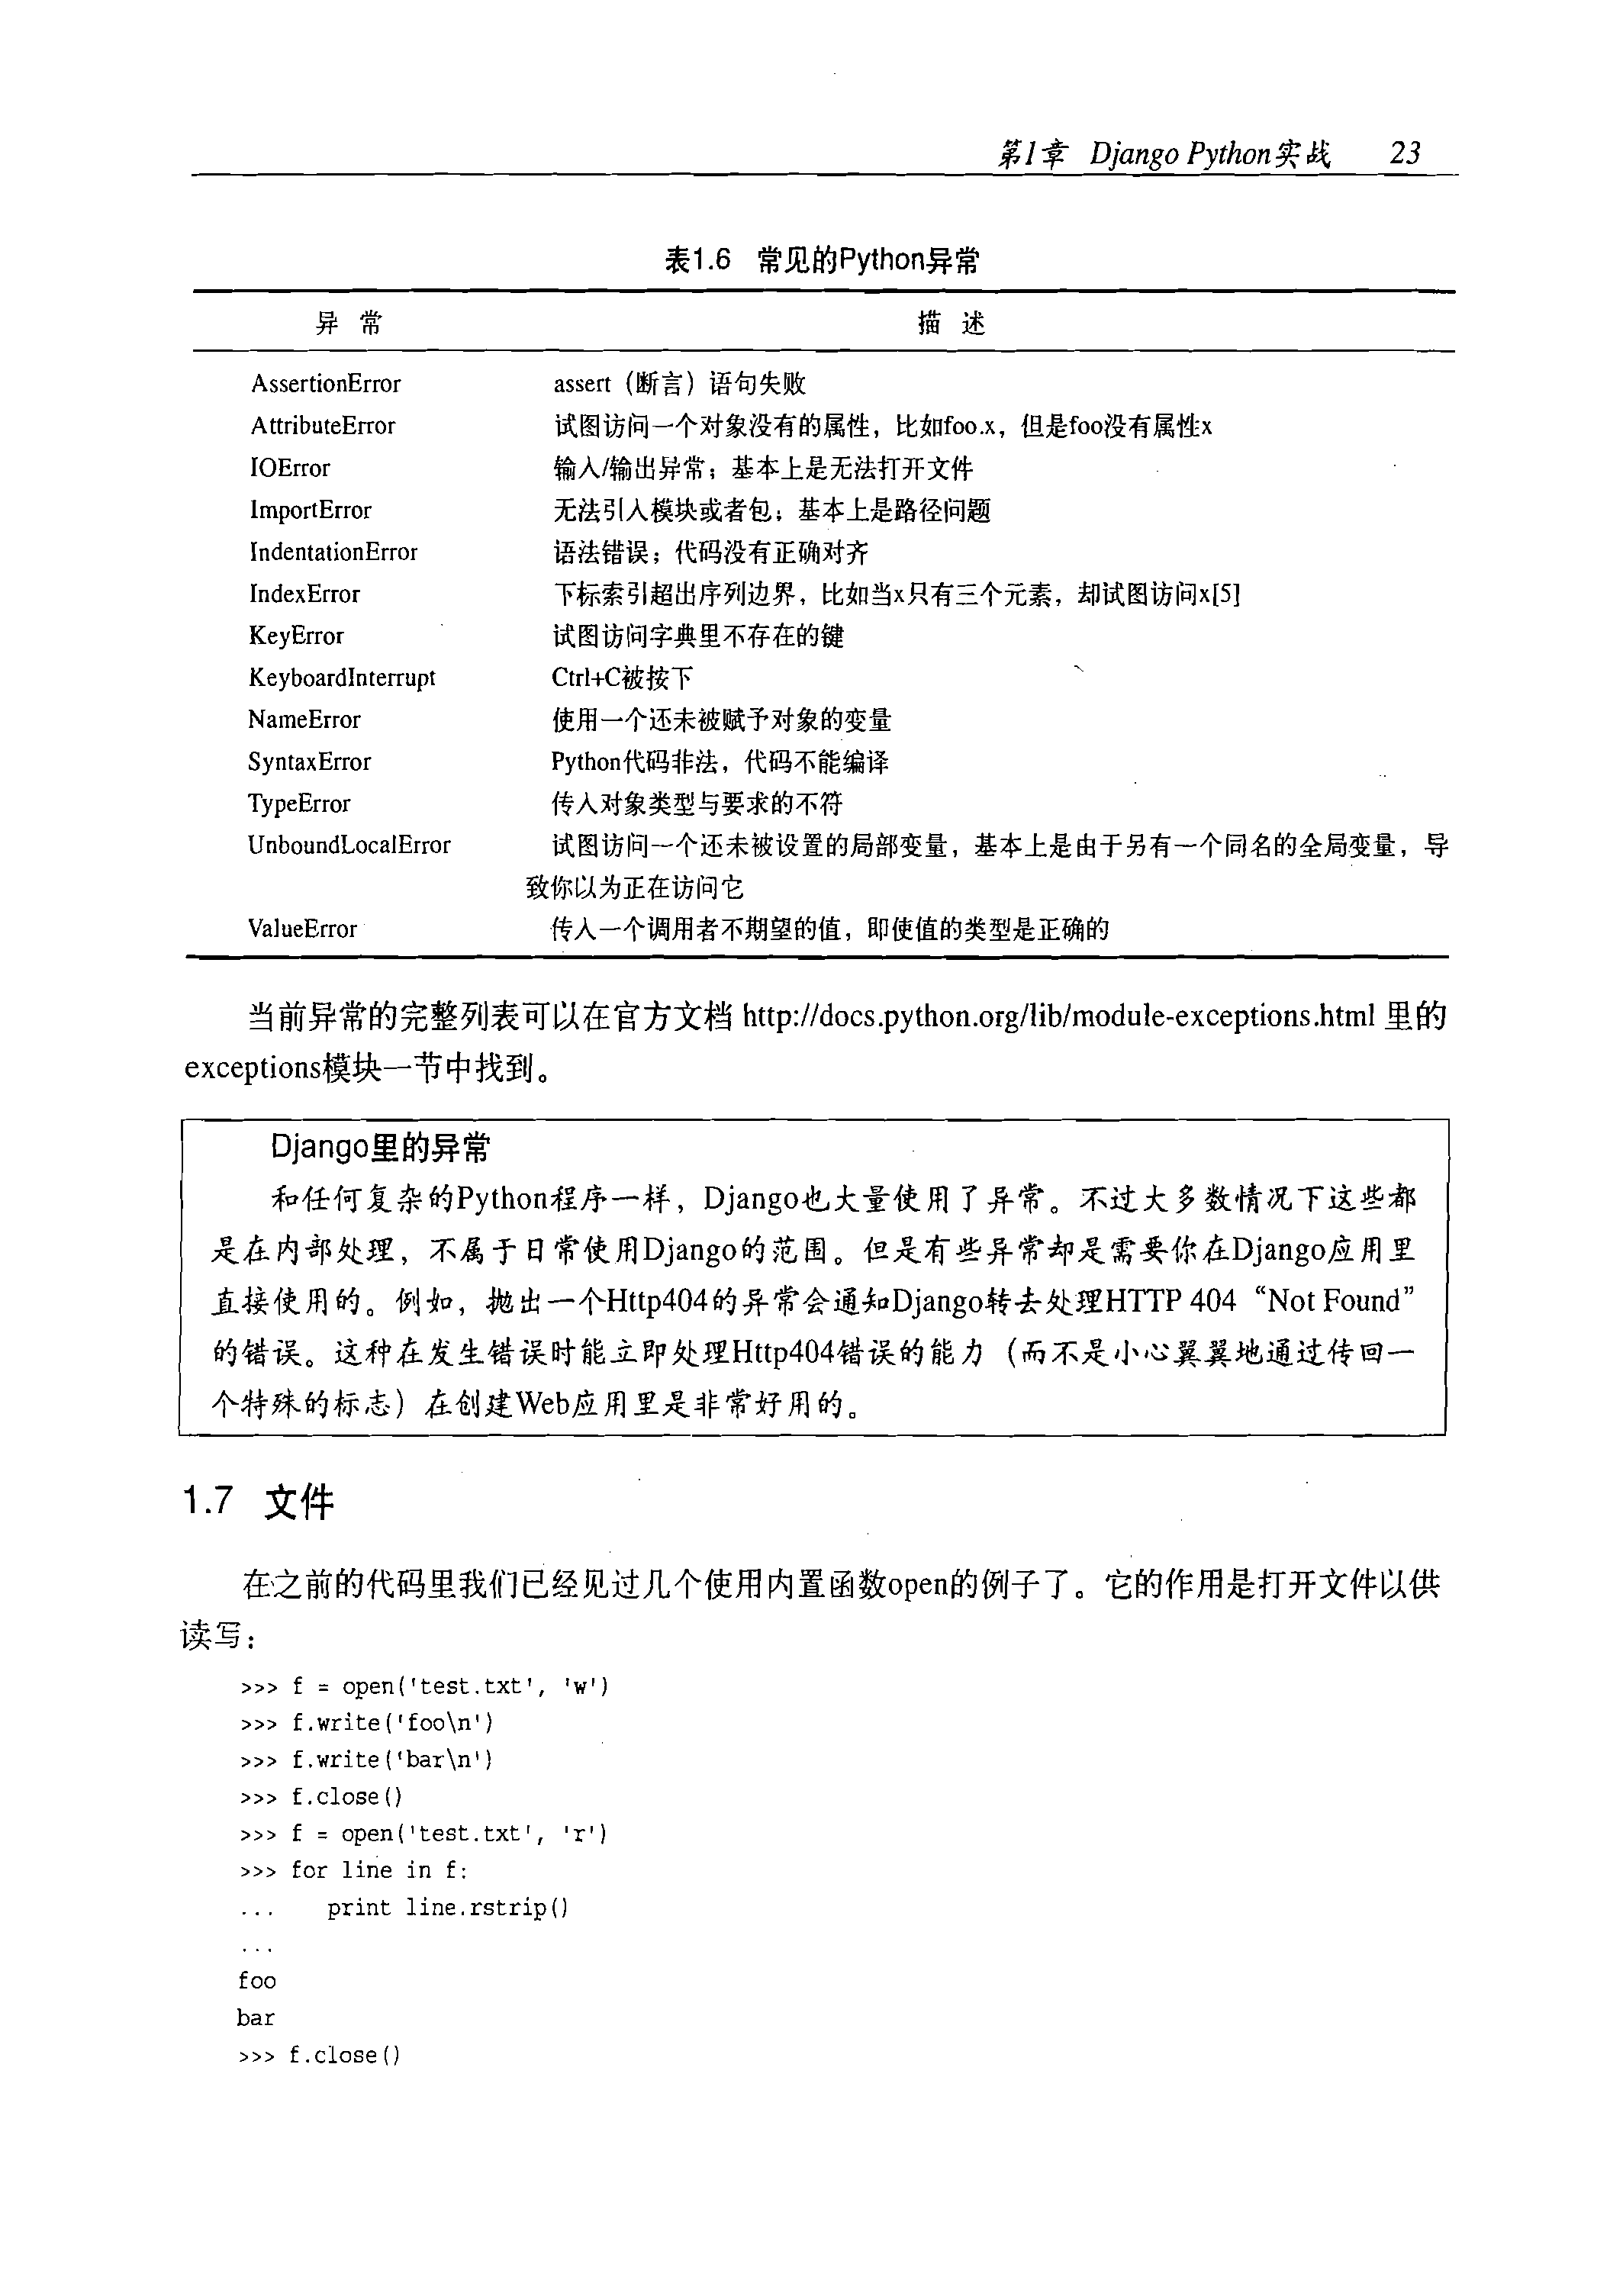 第1章 Django Python实战 23
表1.6 常见的Python异常
异 常 描 述
AssertionError assert（断言）语句失败
AttributeError 试图访问一个对象没有的属性，比如foo.x，但是foo没有属性x
IOError 输入/输出异常；基本上是无法打开文件
ImportError 无法引入模块或者包；基本上是路径问题
IndentationError 语法错误；代码没有正确对齐
IndexError 下标索引超出序列边界，比如当x只有三个元素，却试图访问x[5]
KeyError 试图访问字典里不存在的键
KeyboardInterrupt Ctrl+C被按下
NameError 使用一个还未被赋予对象的变量
SyntaxError Python代码非法，代码不能编译
TypeError 传入对象类型与要求的不符
UnboundLocalError 试图访问一个还未被设置的局部变量，基本上是由于另有一个同名的全局变量，导
致你以为正在访问它
ValueError 传入一个调用者不期望的值，即使值的类型是正确的
当前异常的完整列表可以在官方文档 http://docs.python.org/lib/module-exceptions.html 里的
exceptions模块一节中找到。
Django里的异常
和任何复杂的Python程序一样，Django也大量使用了异常。不过大多数情况下这些都
是在内部处理，不属于日常使用Django的范围。但是有些异常却是需要你在Django应用里
直接使用的。例如，抛出一个Http404的异常会通知Django转去处理HTTP 404 “Not Found”
的错误。这种在发生错误时能立即处理Http404错误的能力（而不是小心翼翼地通过传回一
个特殊的标志）在创建Web应用里是非常好用的。
1.7 文件
在之前的代码里我们已经见过几个使用内置函数open的例子了。它的作用是打开文件以供
读写：
>>> f = open('test.txt', 'w')
>>> f.write('foo\n')
>>> f.write('bar\n')
>>> f.close()
>>> f = open('test.txt', 'r')
>>> for line in f:
...    print line.rstrip()
...
foo
bar
>>> f.close()